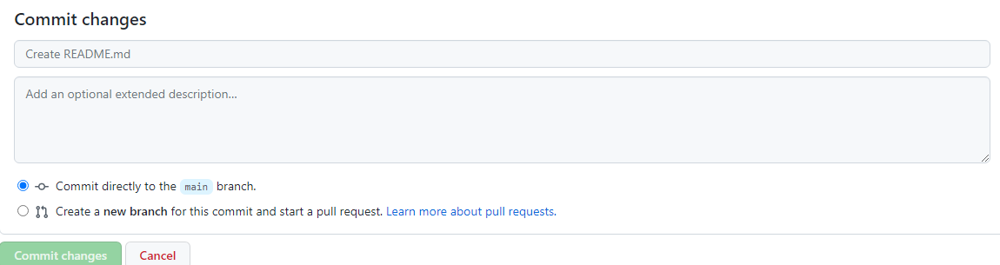 Commit changes
Create README.md
Add an optional extended description...
Commit directly to the main branch.
Create a new branch for this commit and start a pull request. Learn more about pull requests.
Commit changes Cancel